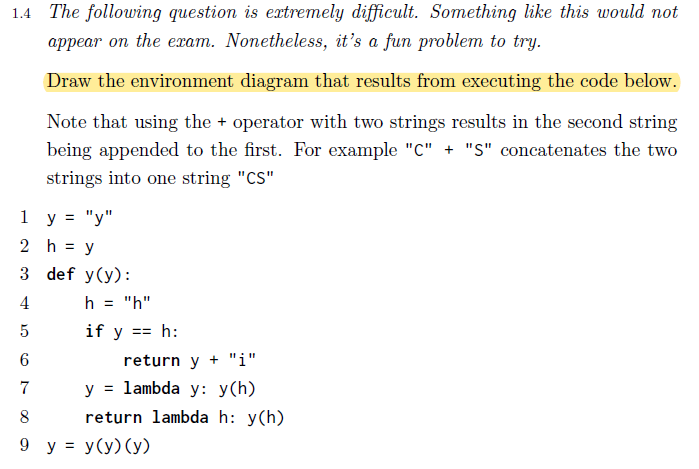 1.4 The following question is extremely difficult. Something like this would not
appear on the exam. Nonetheless, it's a fun problem to try.
Draw the environment diagram that results from executing the code below.
Note that using the + operator with two strings results in the second string
being appended to the first. For example "C" + "S" concatenates the two
strings into one string "CS"
1 y = "y"
2 h = y
3 def y(y):
4     h = "h"
5     if y == h:
6         return y + "i"
7     y = lambda y: y(h)
8     return lambda h: y(h)
9 y = y(y)(y)